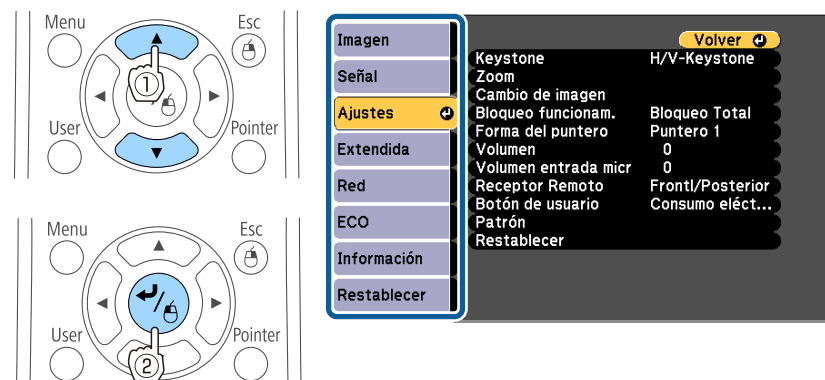 Menu
Esc
1
User
Pointer
Menu
Esc
User
Pointer
2
Imagen
Señal
Ajustes
Extendida
Red
ECO
Información
Restablecer
Volver
Keystone H/V-Keystone
Zoom
Cambio de imagen
Bloqueo funcionam. Bloqueo Total
Forma del puntero Puntero 1
Volumen 0
Volumen entrada micr 0
Receptor Remoto Frontl/Posterior
Botón de usuario Consumo eléct...
Patrón
Restablecer